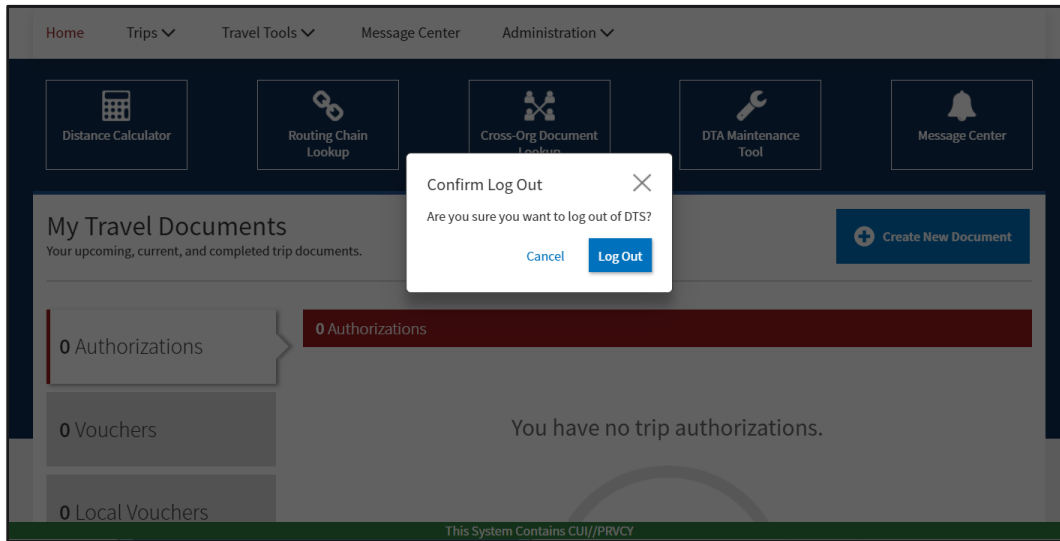 Home Trips Travel Tools Message Center Administration
Distance Calculator
Routing Chain
Lookup
Cross-Org Document
Lookup
DTA Maintenance
Tool
Message Center
Confirm Log Out
Are you sure you want to log out of DTS?
Cancel Log Out
My Travel Documents
Your upcoming, current, and completed trip documents.
Create New Document
0 Authorizations
0 Vouchers
0 Local Vouchers
0 Authorizations
You have no trip authorizations.
This System Contains CUI//PRVCY